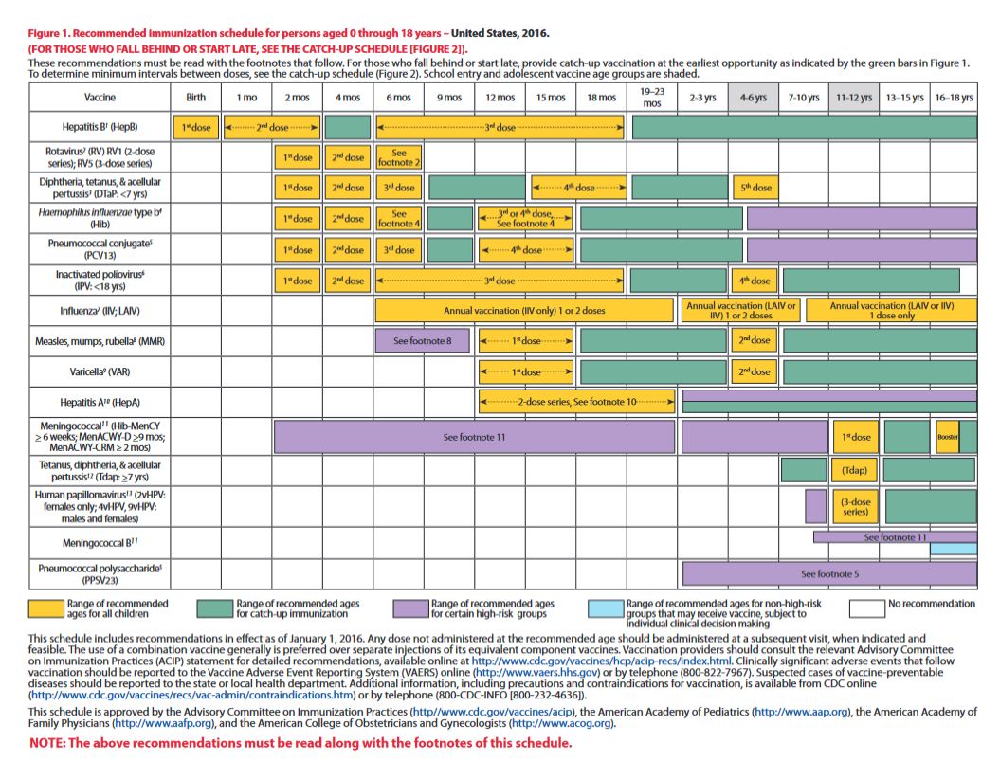 Figure 1. Recommended immunization schedule for persons aged 0 through 18 years – United States, 2016.
(FOR THOSE WHO FALL BEHIND OR START LATE, SEE THE CATCH-UP SCHEDULE [FIGURE 2]).
These recommendations must be read with the footnotes that follow. For those who fall behind or start late, provide catch-up vaccination at the earliest opportunity as indicated by the green bars in Figure 1.
To determine minimum intervals between doses, see the catch-up schedule (Figure 2). School entry and adolescent vaccine age groups are shaded.
Vaccine Birth 1 mo 2 mos 4 mos 6 mos 9 mos 12 mos 15 mos 18 mos 19–23 mos 2-3 yrs 4-6 yrs 7-10 yrs 11-12 yrs 13–15 yrs 16–18 yrs
Hepatitis B¹ (HepB)
1st dose
2nd dose
3rd dose
Rotavirus² (RV) RV1 (2-dose
series); RV5 (3-dose series)
1st dose
2nd dose
See
footnote 2
Diphtheria, tetanus, & acellular
pertussis³ (DTaP: <7 yrs)
1st dose
2nd dose
3rd dose
4th dose
5th dose
Haemophilus influenzae type b⁴
(Hib)
1st dose
2nd dose
See
footnote 4
3rd or 4th dose,
See footnote 4
Pneumococcal conjugate⁵
(PCV13)
1st dose
2nd dose
3rd dose
4th dose
Inactivated poliovirus⁶
(IPV: <18 yrs)
1st dose
2nd dose
3rd dose
4th dose
Influenza⁷ (IIV; LAIV)
Annual vaccination (IIV only) 1 or 2 doses
Annual vaccination (LAIV or
IIV) 1 or 2 doses
Annual vaccination (LAIV or IIV)
1 dose only
Measles, mumps, rubella⁸ (MMR)
See footnote 8
1st dose
2nd dose
Varicella⁹ (VAR)
1st dose
2nd dose
Hepatitis A¹⁰ (HepA)
2-dose series, See footnote 10
Meningococcal¹¹ (Hib-MenCY
≥ 6 weeks; MenACWY-D ≥9 mos;
MenACWY-CRM ≥ 2 mos)
See footnote 11
1st dose
Booster
Tetanus, diphtheria, & acellular
pertussis¹² (Tdap: ≥7 yrs)
(Tdap)
Human papillomavirus¹³ (2vHPV:
females only; 4vHPV, 9vHPV:
males and females)
(3-dose
series)
Meningococcal B¹¹
See footnote 11
Pneumococcal polysaccharide⁵
(PPSV23)
See footnote 5
Range of recommended
ages for all children
Range of recommended ages
for catch-up immunization
Range of recommended ages
for certain high-risk groups
Range of recommended ages for non-high-risk
groups that may receive vaccine, subject to
individual clinical decision making
No recommendation
This schedule includes recommendations in effect as of January 1, 2016. Any dose not administered at the recommended age should be administered at a subsequent visit, when indicated and
feasible. The use of a combination vaccine generally is preferred over separate injections of its equivalent component vaccines. Vaccination providers should consult the relevant Advisory Committee
on Immunization Practices (ACIP) statement for detailed recommendations, available online at http://www.cdc.gov/vaccines/hcp/acip-recs/index.html. Clinically significant adverse events that follow
vaccination should be reported to the Vaccine Adverse Event Reporting System (VAERS) online (http://www.vaers.hhs.gov) or by telephone (800-822-7967). Suspected cases of vaccine-preventable
diseases should be reported to the state or local health department. Additional information, including precautions and contraindications for vaccination, is available from CDC online
(http://www.cdc.gov/vaccines/recs/vac-admin/contraindications.htm) or by telephone (800-CDC-INFO [800-232-4636]).
This schedule is approved by the Advisory Committee on Immunization Practices (http//www.cdc.gov/vaccines/acip), the American Academy of Pediatrics (http://www.aap.org), the American Academy of
Family Physicians (http://www.aafp.org), and the American College of Obstetricians and Gynecologists (http://www.acog.org).
NOTE: The above recommendations must be read along with the footnotes of this schedule.